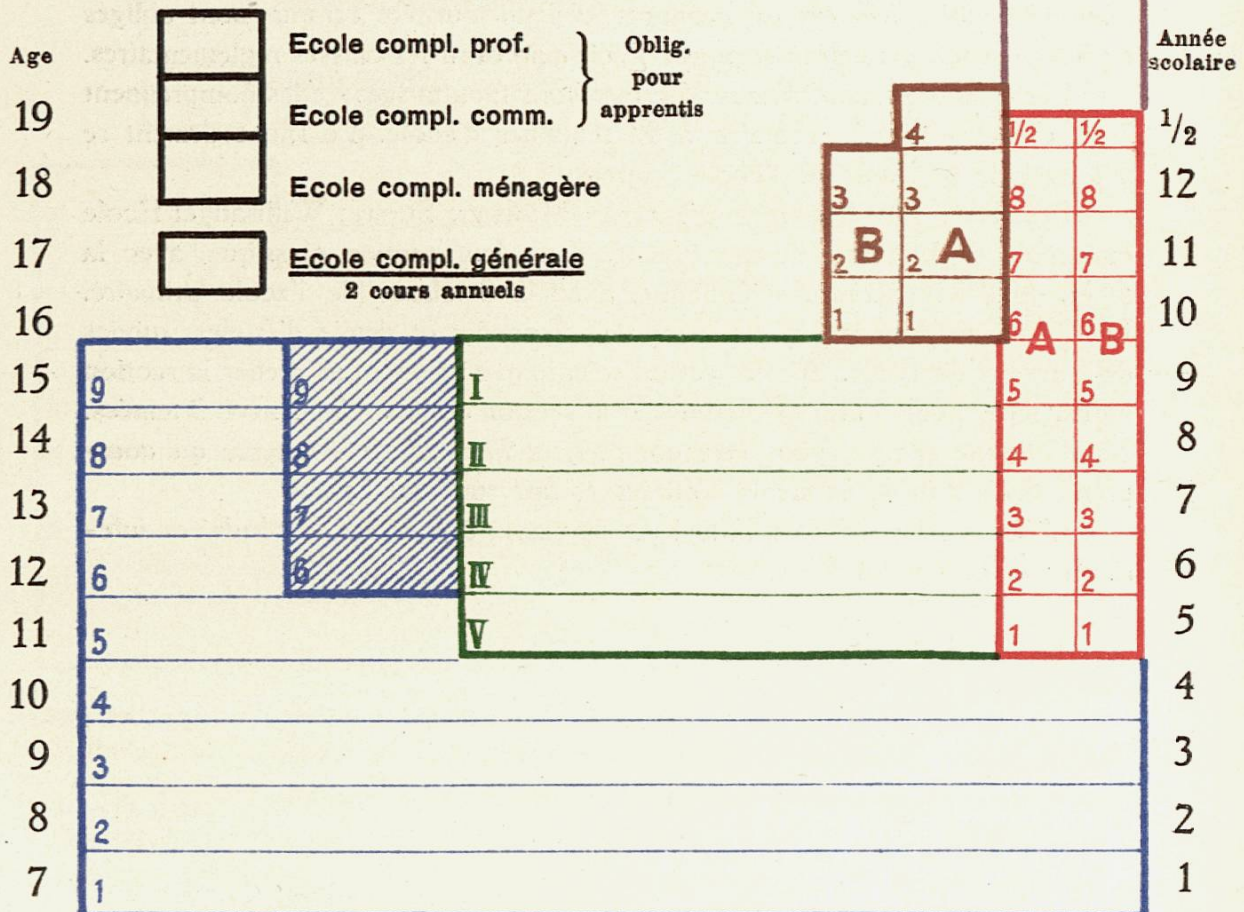 Age
Ecole compl. prof.
Ecole compl. comm.
Oblig.
pour
apprentis
Ecole compl. ménagère
Ecole compl. générale
2 cours annuels
Année
scolaire
19 4 1/2 1/2 1/2
18 3 3 8 8 12
17 2 B 2 A 7 7 11
16 1 1 6 A 6 B 10
15 9 9 I 5 5 9
14 8 8 II 4 4 8
13 7 7 III 3 3 7
12 6 6 IV 2 2 6
11 5 V 1 1 5
10 4 4
9 3 3
8 2 2
7 1 1